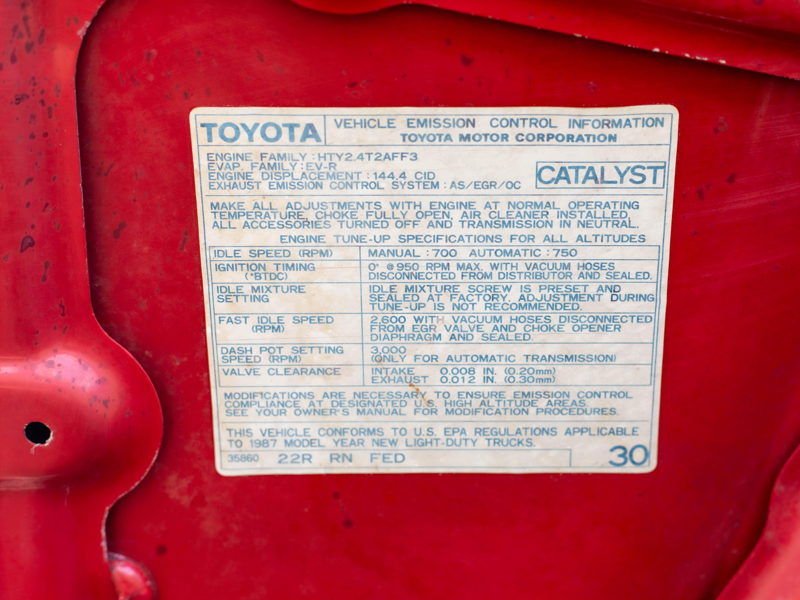 TOYOTA
VEHICLE EMISSION CONTROL INFORMATION
TOYOTA MOTOR CORPORATION
ENGINE FAMILY : HTY2.4T2AFF3
EVAP. FAMILY : EV-R
ENGINE DISPLACEMENT : 144.4 CID
EXHAUST EMISSION CONTROL SYSTEM : AS/EGR/OC
CATALYST
MAKE ALL ADJUSTMENTS WITH ENGINE AT NORMAL OPERATING
TEMPERATURE, CHOKE FULLY OPEN, AIR CLEANER INSTALLED,
ALL ACCESSORIES TURNED OFF AND TRANSMISSION IN NEUTRAL.
ENGINE TUNE-UP SPECIFICATIONS FOR ALL ALTITUDES
IDLE SPEED (RPM) MANUAL : 700 AUTOMATIC : 750
IGNITION TIMING
(°BTDC)
0° @ 950 RPM MAX. WITH VACUUM HOSES
DISCONNECTED FROM DISTRIBUTOR AND SEALED.
IDLE MIXTURE
SETTING
IDLE MIXTURE SCREW IS PRESET AND
SEALED AT FACTORY. ADJUSTMENT DURING
TUNE-UP IS NOT RECOMMENDED.
FAST IDLE SPEED
(RPM)
2,600 WITH VACUUM HOSES DISCONNECTED
FROM EGR VALVE AND CHOKE OPENER
DIAPHRAGM AND SEALED.
DASH POT SETTING
SPEED (RPM)
3,000
(ONLY FOR AUTOMATIC TRANSMISSION)
VALVE CLEARANCE
INTAKE 0.008 IN. (0.20mm)
EXHAUST 0.012 IN. (0.30mm)
MODIFICATIONS ARE NECESSARY TO ENSURE EMISSION CONTROL
COMPLIANCE AT DESIGNATED U.S. HIGH ALTITUDE AREAS.
SEE YOUR OWNER'S MANUAL FOR MODIFICATION PROCEDURES.
THIS VEHICLE CONFORMS TO U.S. EPA REGULATIONS APPLICABLE
TO 1987 MODEL YEAR NEW LIGHT-DUTY TRUCKS.
35860 22R RN FED 30